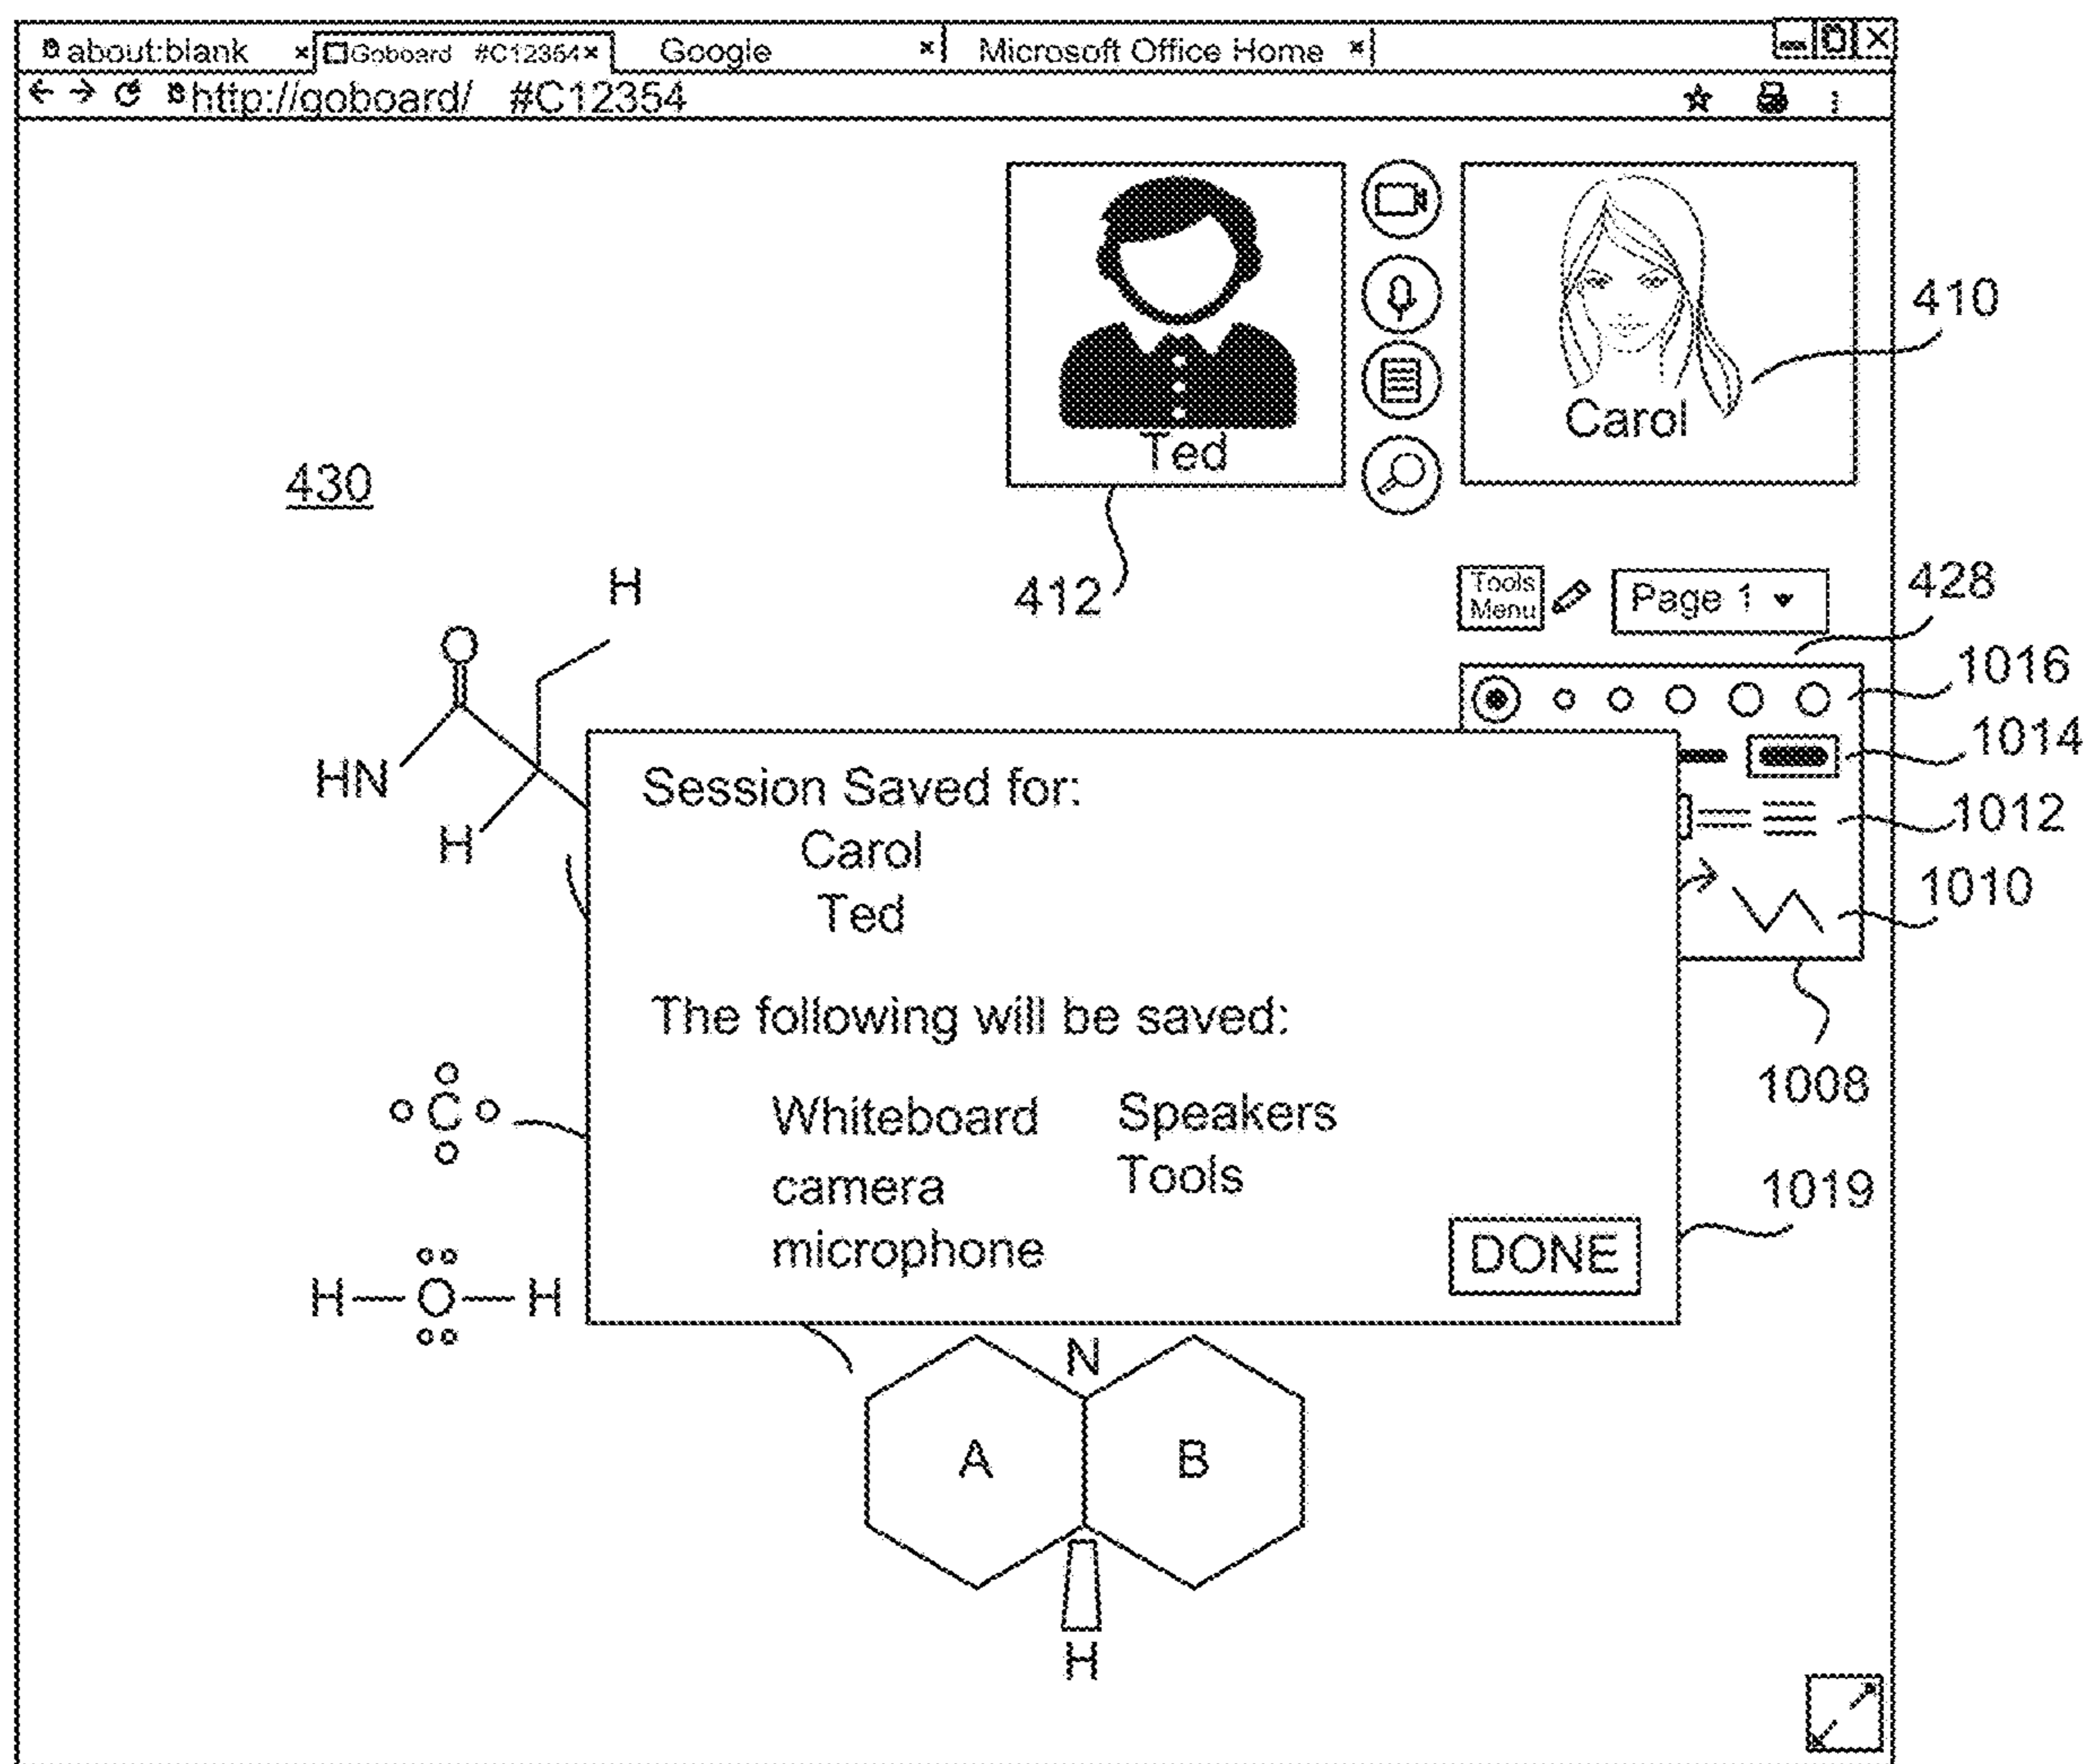 about:blank
Goboard #C12354
Google
Microsoft Office Home
http://goboard/ #C12354
Ted
Carol
410
430
412
Tools
Menu
Page 1
428
1016
1014
1012
1010
1008
1019
H
O
HN
H
Session Saved for:
Carol
Ted
The following will be saved:
Whiteboard Speakers
camera Tools
microphone
DONE
C
H O H
N
A B
H